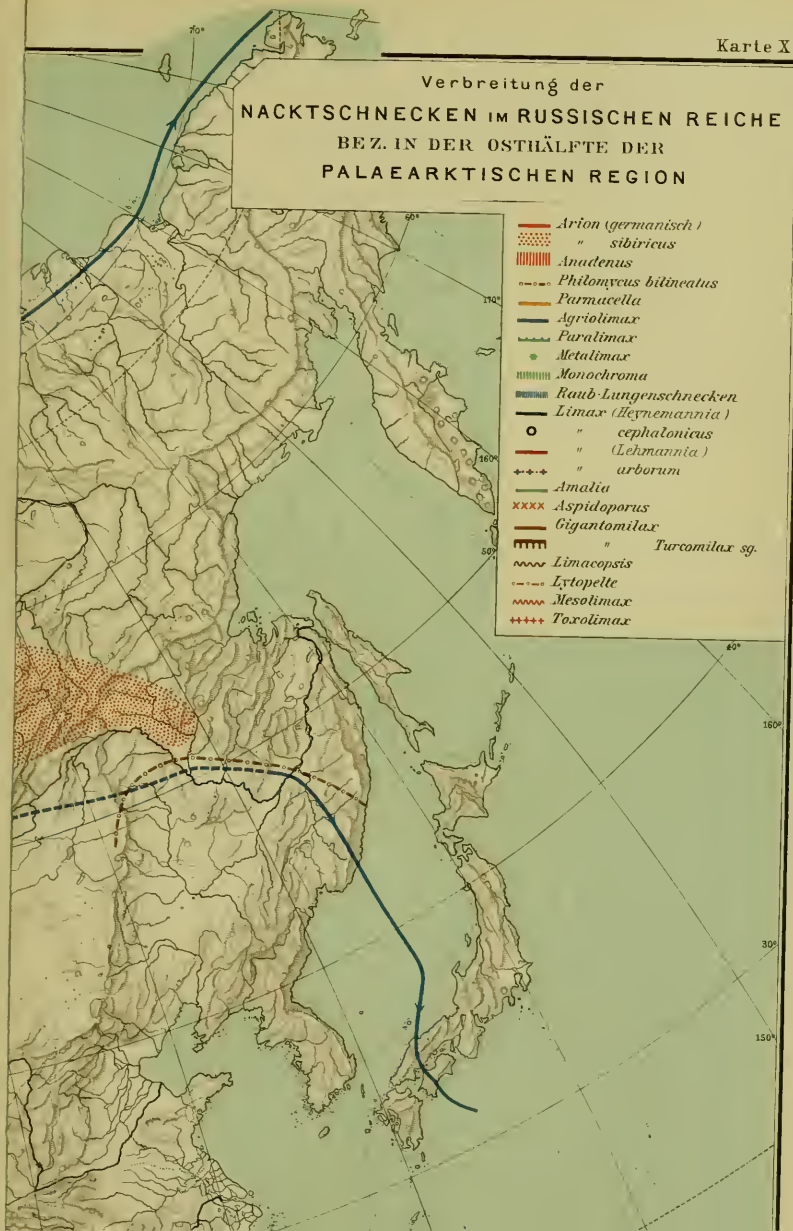 Karte X
Verbreitung der
NACKTSCHNECKEN IM RUSSISCHEN REICHE
BEZ. IN DER OSTHÄLFTE DER
PALAEARKTISCHEN REGION
Arion (germanisch)
" sibiricus
Anadenus
Philomycus bilineatus
Parmacella
Agriolimax
Paralimax
Metalimax
Monochroma
Raub-Lungenschnecken
Limax (Heynemannia)
" cephalonicus
" (Lehmannia)
" arborum
Amalia
Aspidoporus
Gigantomilax
" Turcomilax sg.
Limacopsis
Lytopelte
Mesolimax
Toxolimax
70°
60°
170°
160°
50°
40°
160°
30°
150°